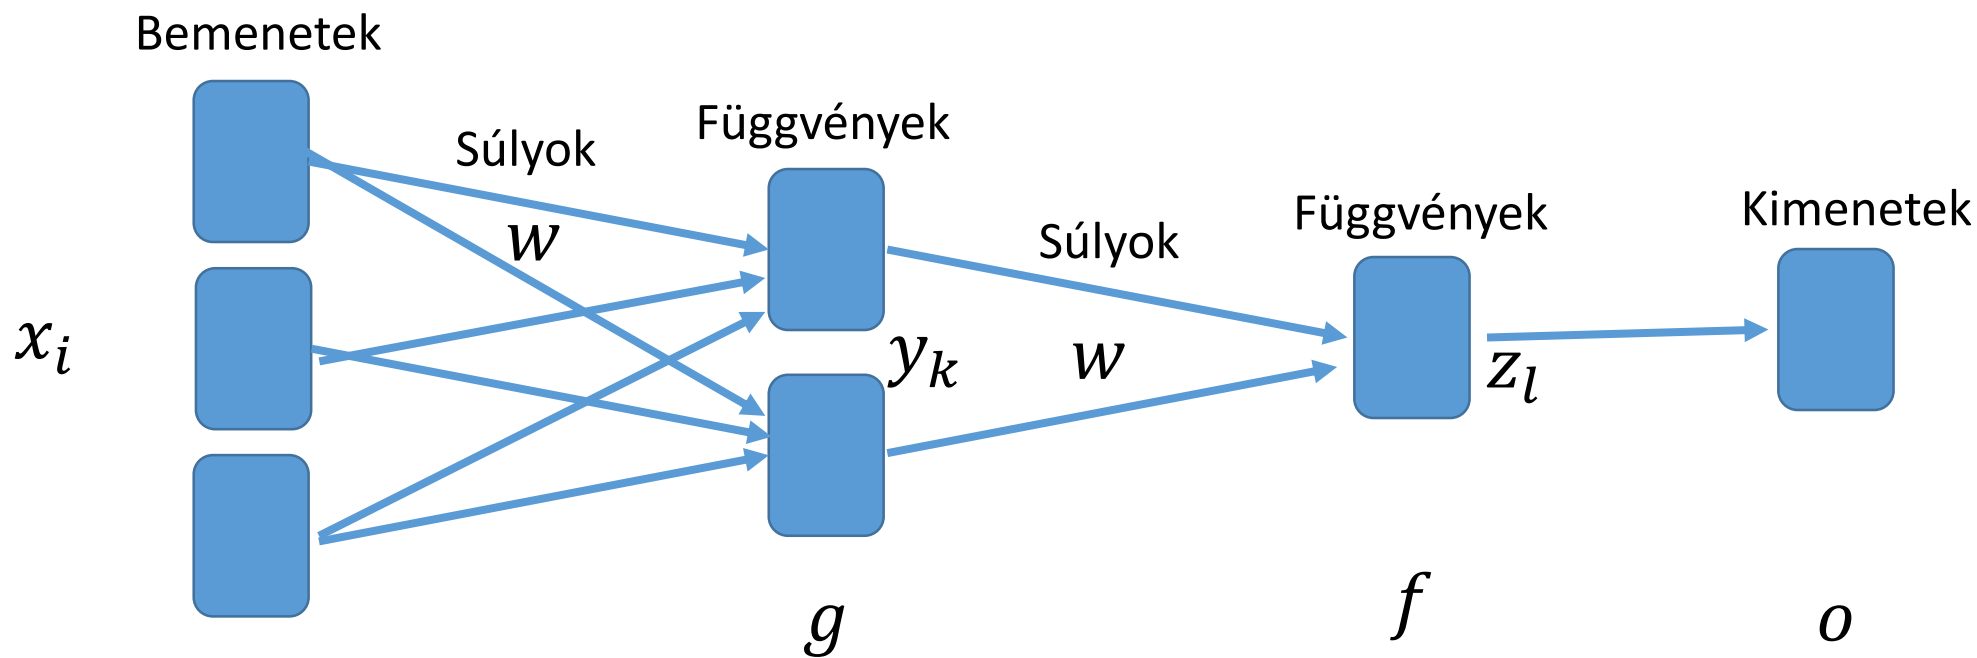 Bemenetek
Súlyok
Függvények
w
x_i
y_k
g
Súlyok
w
Függvények
z_l
f
Kimenetek
o